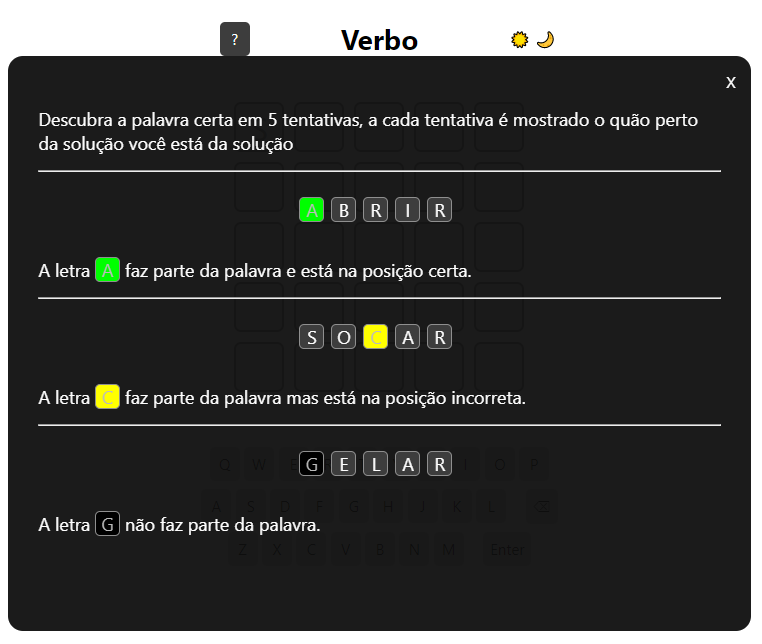 ?
Verbo
x
Descubra a palavra certa em 5 tentativas, a cada tentativa é mostrado o quão perto
da solução você está da solução
A B R I R
A letra A faz parte da palavra e está na posição certa.
S O C A R
A letra C faz parte da palavra mas está na posição incorreta.
Q W E I O P
G E L A R
A S D F G H J K L
A letra G não faz parte da palavra.
Z X C V B N M Enter